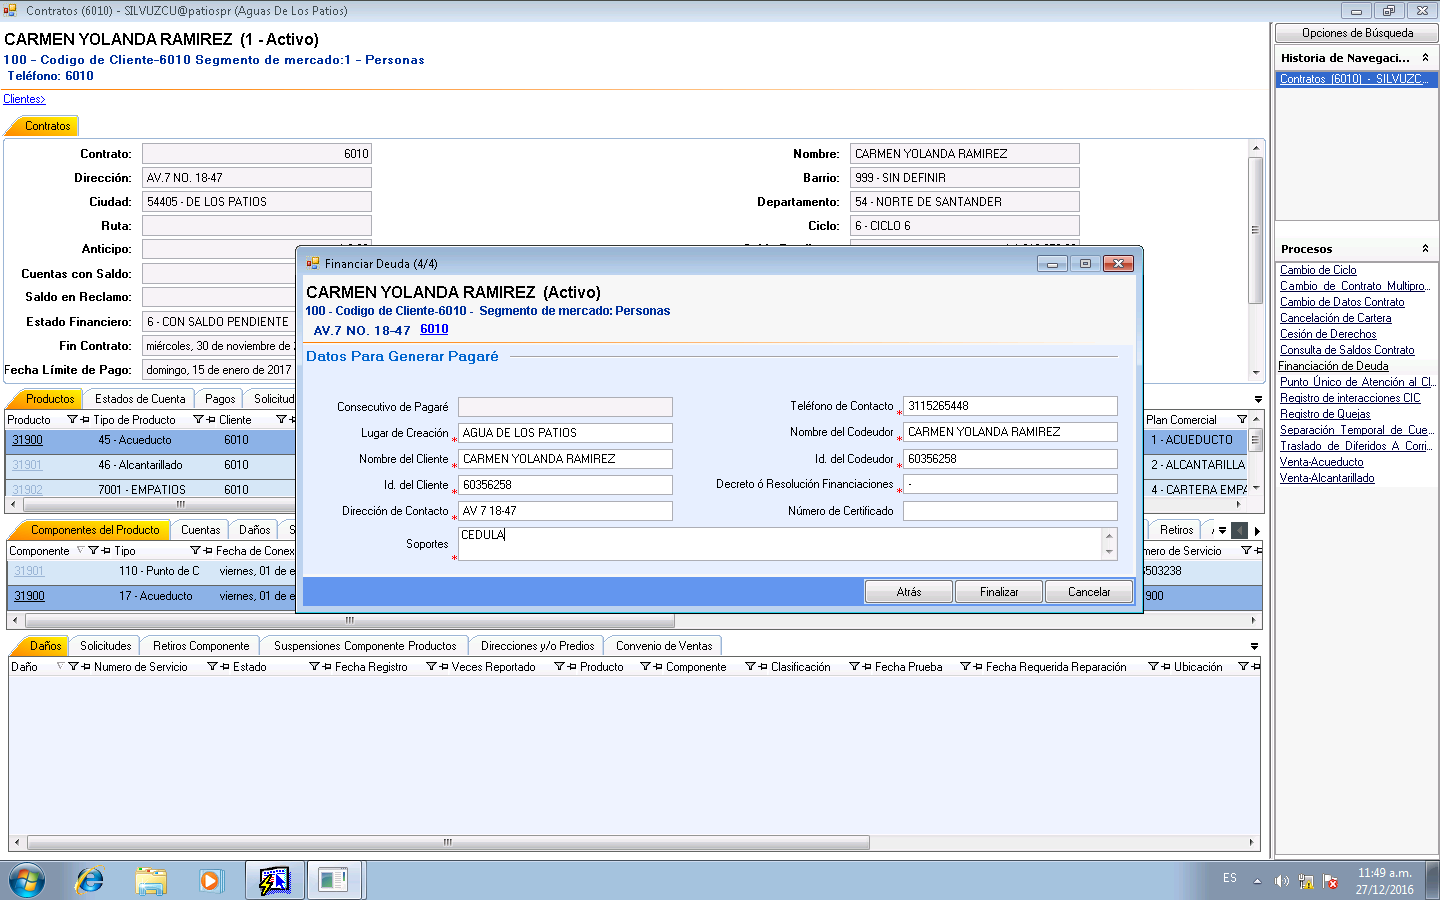 Contratos (6010) - SILVUZCU@patiospr (Aguas De Los Patios)
CARMEN YOLANDA RAMIREZ (1 - Activo)
100 - Codigo de Cliente-6010 Segmento de mercado:1 - Personas
Teléfono: 6010
Clientes>
Contratos
Contrato: 6010
Nombre: CARMEN YOLANDA RAMIREZ
Dirección: AV.7 NO. 18-47
Barrio: 999 - SIN DEFINIR
Ciudad: 54405 - DE LOS PATIOS
Departamento: 54 - NORTE DE SANTANDER
Ruta:
Ciclo: 6 - CICLO 6
Anticipo:
Cuentas con Saldo:
Saldo en Reclamo:
Estado Financiero: 6 - CON SALDO PENDIENTE
Fin Contrato: miércoles, 30 de noviembre de
Fecha Límite de Pago: domingo, 15 de enero de 2017
Productos Estados de Cuenta Pagos Solicitud
Producto Tipo de Producto Cliente Plan Comercial
31900 45 - Acueducto 6010 1 - ACUEDUCTO
31901 46 - Alcantarillado 6010 2 - ALCANTARILLA
31902 7001 - EMPATIOS 6010 4 - CARTERA EMPA
Componentes del Producto Cuentas Daños S Retiros
Componente Tipo Fecha de Conex mero de Servicio
31901 110 - Punto de C viernes, 01 de e 503238
31900 17 - Acueducto viernes, 01 de e 900
Daños Solicitudes Retiros Componente Suspensiones Componente Productos Direcciones y/o Predios Convenio de Ventas
Daño Numero de Servicio Estado Fecha Registro Veces Reportado Producto Componente Clasificación Fecha Prueba Fecha Requerida Reparación Ubicación
Financiar Deuda (4/4)
CARMEN YOLANDA RAMIREZ (Activo)
100 - Codigo de Cliente-6010 - Segmento de mercado: Personas
AV.7 NO. 18-47 6010
Datos Para Generar Pagaré
Consecutivo de Pagaré
Teléfono de Contacto * 3115265448
Lugar de Creación * AGUA DE LOS PATIOS
Nombre del Codeudor * CARMEN YOLANDA RAMIREZ
Nombre del Cliente * CARMEN YOLANDA RAMIREZ
Id. del Codeudor * 60356258
Id. del Cliente * 60356258
Decreto ó Resolución Financiaciones * -
Dirección de Contacto * AV 7 18-47
Número de Certificado
Soportes * CEDULA
Atrás Finalizar Cancelar
Opciones de Búsqueda
Historia de Navegaci...
Contratos (6010) - SILVUZC...
Procesos
Cambio de Ciclo
Cambio de Contrato Multipro...
Cambio de Datos Contrato
Cancelación de Cartera
Cesión de Derechos
Consulta de Saldos Contrato
Financiación de Deuda
Punto Único de Atención al Cl...
Registro de interacciones CIC
Registro de Quejas
Separación Temporal de Cue...
Traslado de Diferidos A Corri...
Venta-Acueducto
Venta-Alcantarillado
ES
11:49 a.m.
27/12/2016